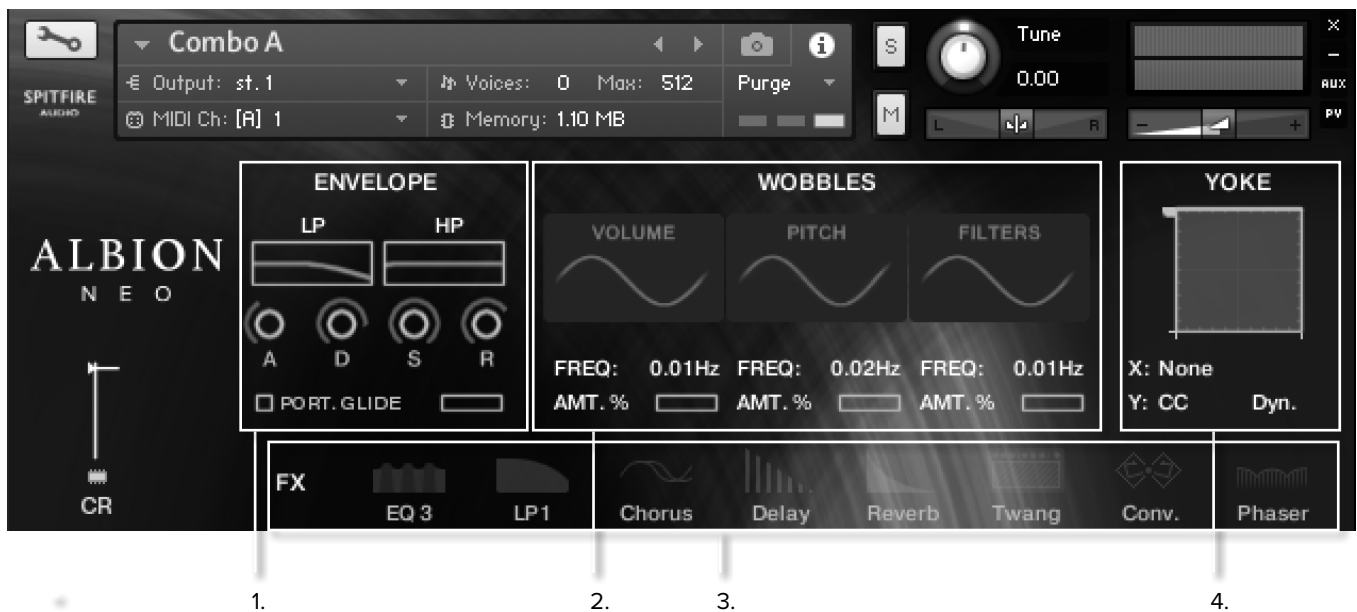 Combo A
i
S
Tune
X
–
Output: st.1
Voices: 0 Max: 512
Purge
0.00
AUX
SPITFIRE
AUDIO
MIDI Ch: [A] 1
Memory: 1.10 MB
M
L
R
-
+
PV
ENVELOPE
WOBBLES
YOKE
LP
HP
VOLUME
PITCH
FILTERS
ALBION
NEO
A
D
S
R
FREQ: 0.01Hz
FREQ: 0.02Hz
FREQ: 0.01Hz
X: None
PORT. GLIDE
AMT. %
AMT. %
AMT. %
Y: CC Dyn.
CR
FX
EQ 3
LP1
Chorus
Delay
Reverb
Twang
Conv.
Phaser
1.
2.
3.
4.